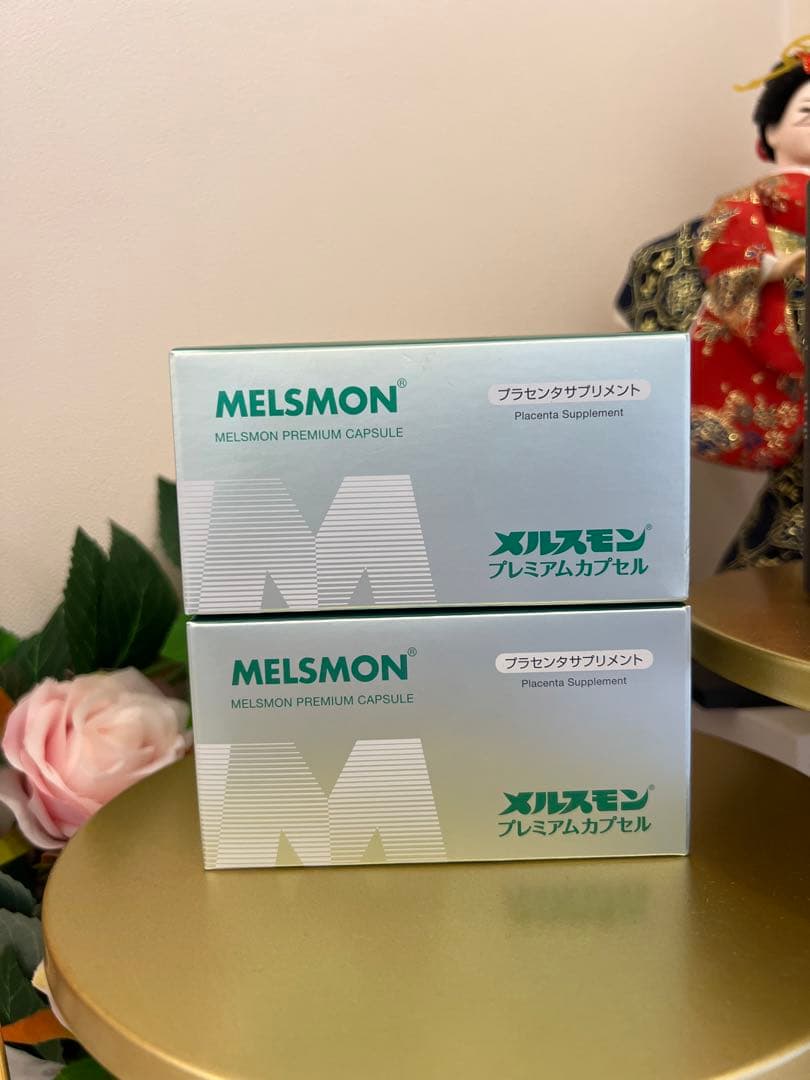 MELSMON®
MELSMON PREMIUM CAPSULE
プラセンタサプリメント
Placenta Supplement
メルスモン®
プレミアムカプセル
MELSMON®
MELSMON PREMIUM CAPSULE
プラセンタサプリメント
Placenta Supplement
メルスモン®
プレミアムカプセル